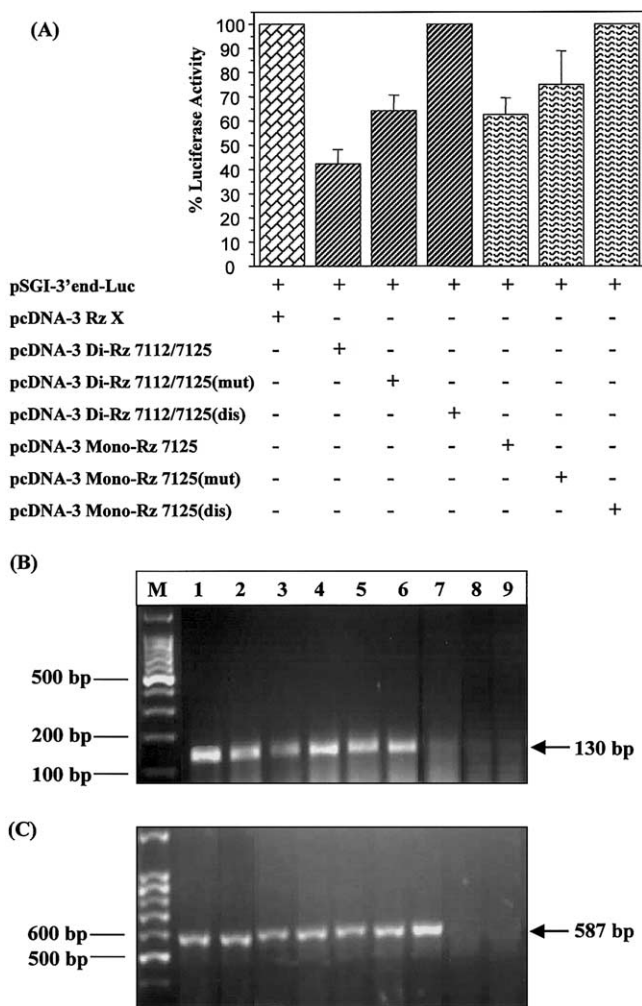 (A)
% Luciferase Activity
100
90
80
70
60
50
40
30
20
10
0
pSGI-3'end-Luc + + + + + + +
pcDNA-3 Rz X + - - - - - -
pcDNA-3 Di-Rz 7112/7125 - + - - - - -
pcDNA-3 Di-Rz 7112/7125(mut) - - + - - - -
pcDNA-3 Di-Rz 7112/7125(dis) - - - + - - -
pcDNA-3 Mono-Rz 7125 - - - - + - -
pcDNA-3 Mono-Rz 7125(mut) - - - - - + -
pcDNA-3 Mono-Rz 7125(dis) - - - - - - +
(B)
M 1 2 3 4 5 6 7 8 9
500 bp
200 bp
130 bp
100 bp
(C)
600 bp
587 bp
500 bp